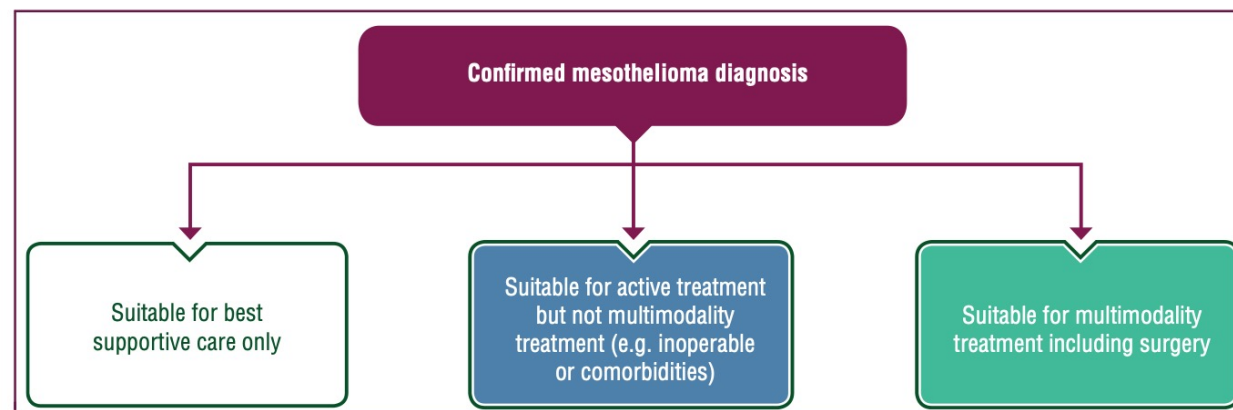 Confirmed mesothelioma diagnosis
Suitable for best
supportive care only
Suitable for active treatment
but not multimodality
treatment (e.g. inoperable
or comorbidities)
Suitable for multimodality
treatment including surgery